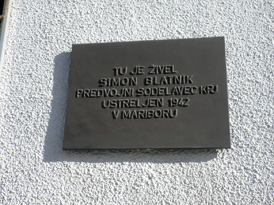 TU JE ŽIVEL
SIMON BLATNIK
PREDVOJNI SODELAVEC KPJ
USTRELJEN 1942
V MARIBORU